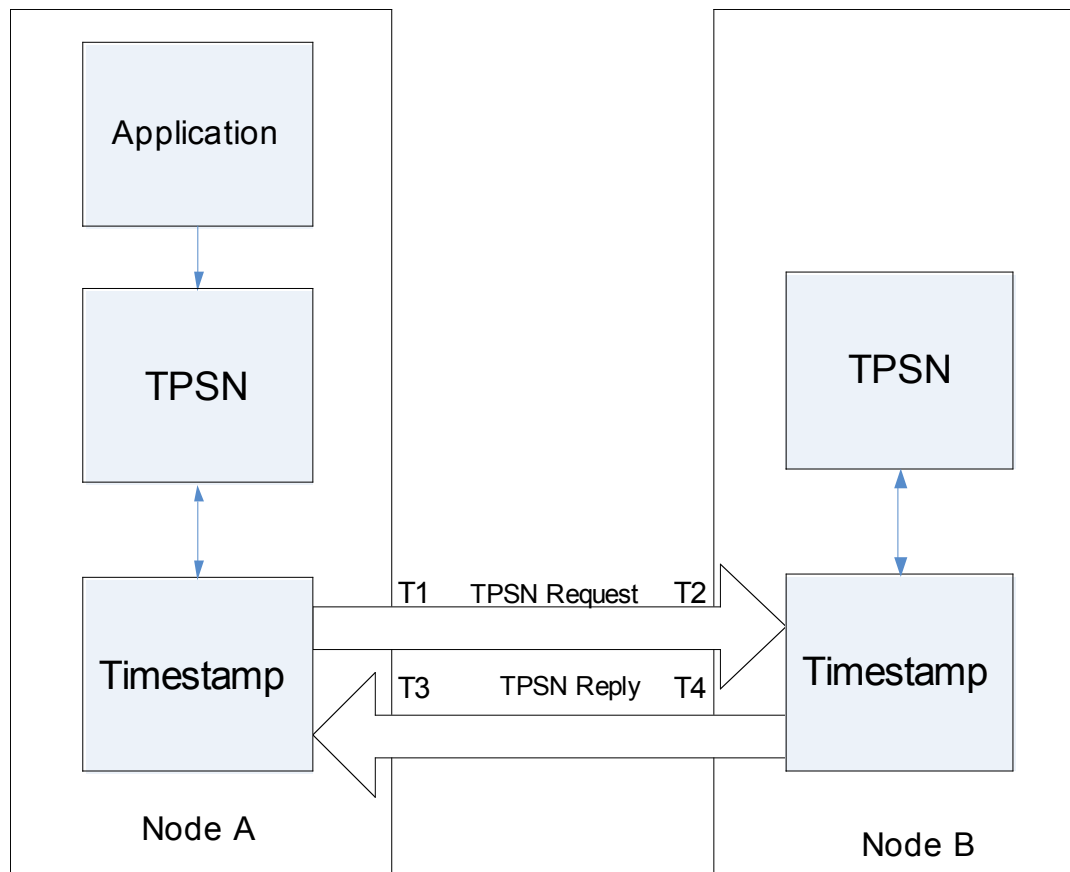 Application
TPSN
TPSN
T1 TPSN Request T2
Timestamp
Timestamp
T3 TPSN Reply T4
Node A
Node B